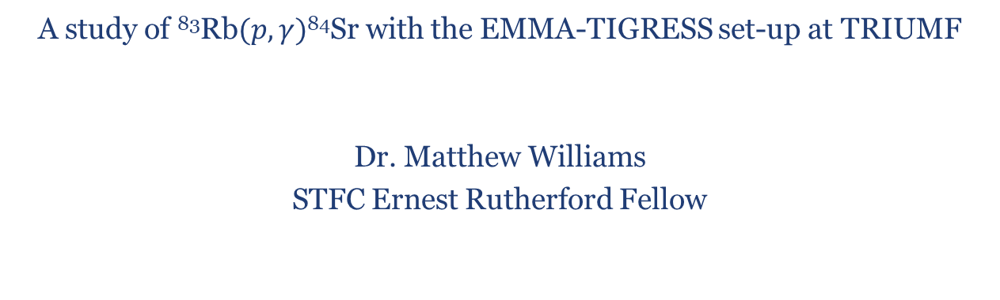 A study of ⁸³Rb(𝑝, 𝛾)⁸⁴Sr with the EMMA-TIGRESS set-up at TRIUMF
Dr. Matthew Williams
STFC Ernest Rutherford Fellow